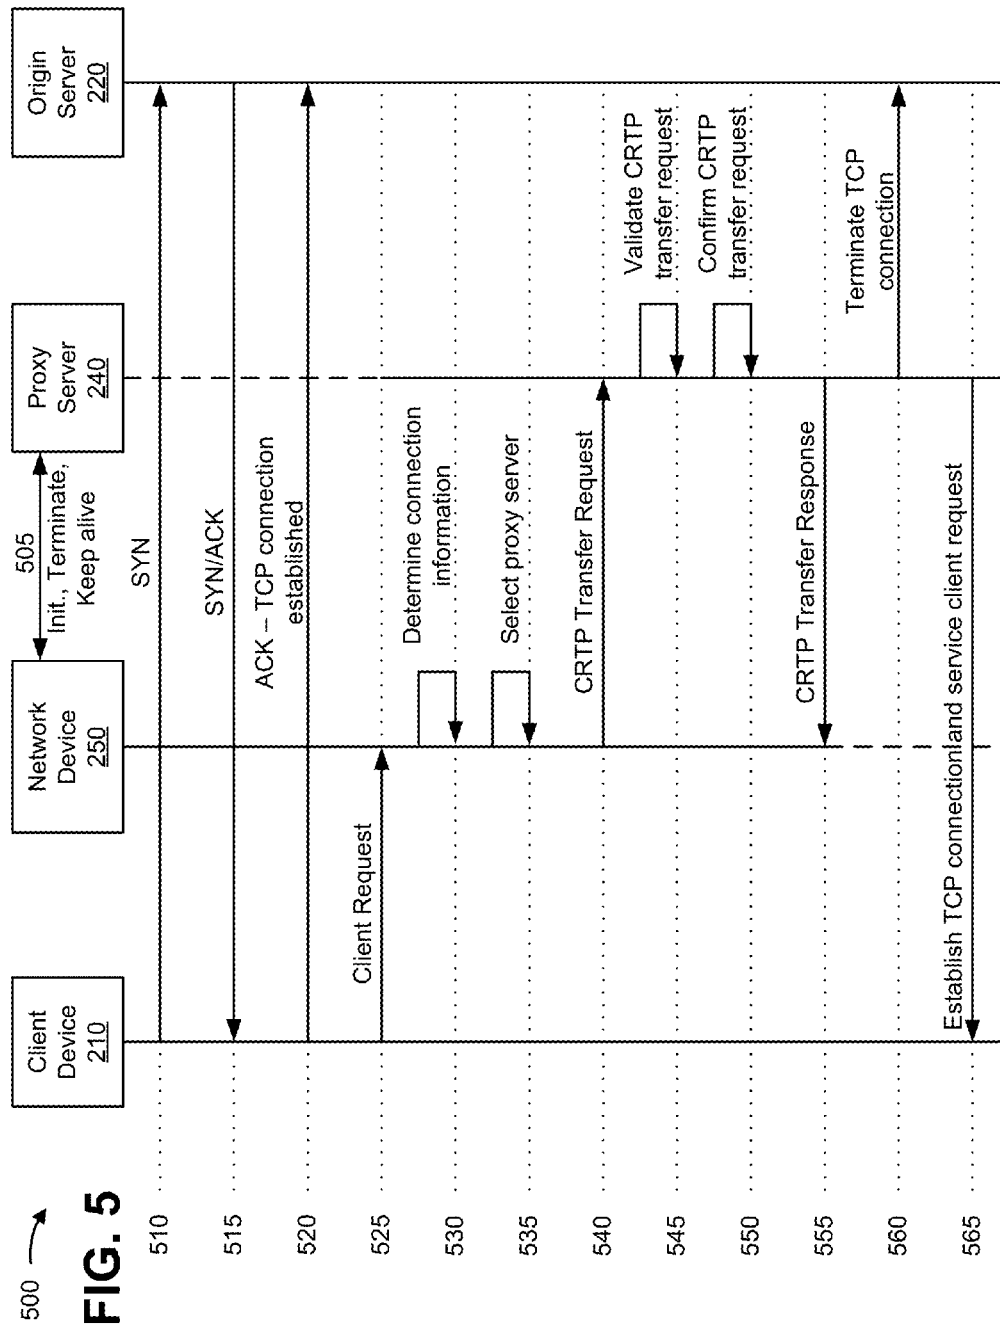 500
FIG. 5
Client
Device
210
Network
Device
250
505
Init., Terminate,
Keep alive
Proxy
Server
240
Origin
Server
220
510
SYN
515
SYN/ACK
520
ACK – TCP connection
established
525
Client Request
530
Determine connection
information
535
Select proxy server
540
CRTP Transfer Request
545
Validate CRTP
transfer request
550
Confirm CRTP
transfer request
555
CRTP Transfer Response
560
Terminate TCP
connection
565
Establish TCP connection and service client request